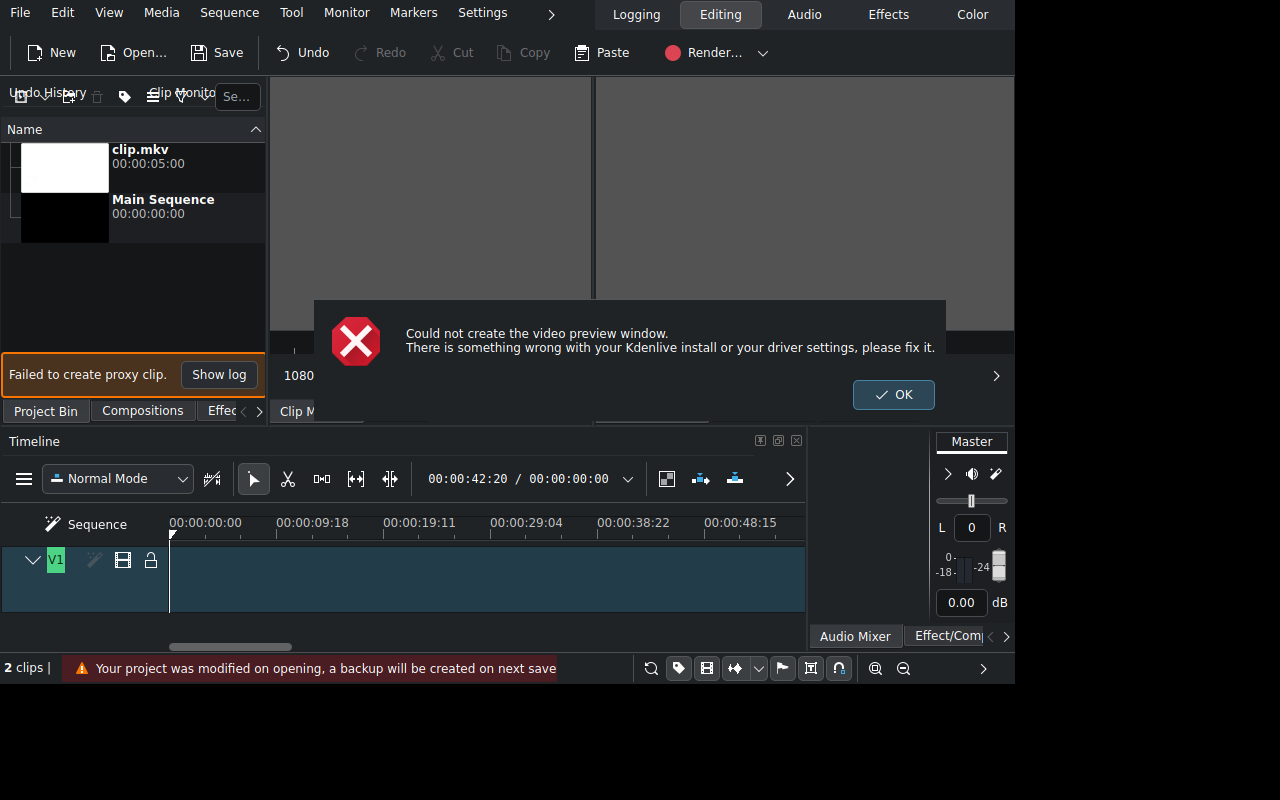 File Edit View Media Sequence Tool Monitor Markers Settings
Logging Editing Audio Effects Color
New Open... Save Undo Redo Cut Copy Paste Render...
Undo History Clip Monito
Se...
Name
clip.mkv
00:00:05:00
Main Sequence
00:00:00:00
Could not create the video preview window.
There is something wrong with your Kdenlive install or your driver settings, please fix it.
OK
Failed to create proxy clip. Show log
1080
Project Bin Compositions Effec
Clip M
Timeline
Master
Normal Mode
00:00:42:20 / 00:00:00:00
Sequence
00:00:00:00 00:00:09:18 00:00:19:11 00:00:29:04 00:00:38:22 00:00:48:15
L 0 R
V1
0
-18
-24
0.00 dB
Audio Mixer Effect/Com
2 clips |
Your project was modified on opening, a backup will be created on next save